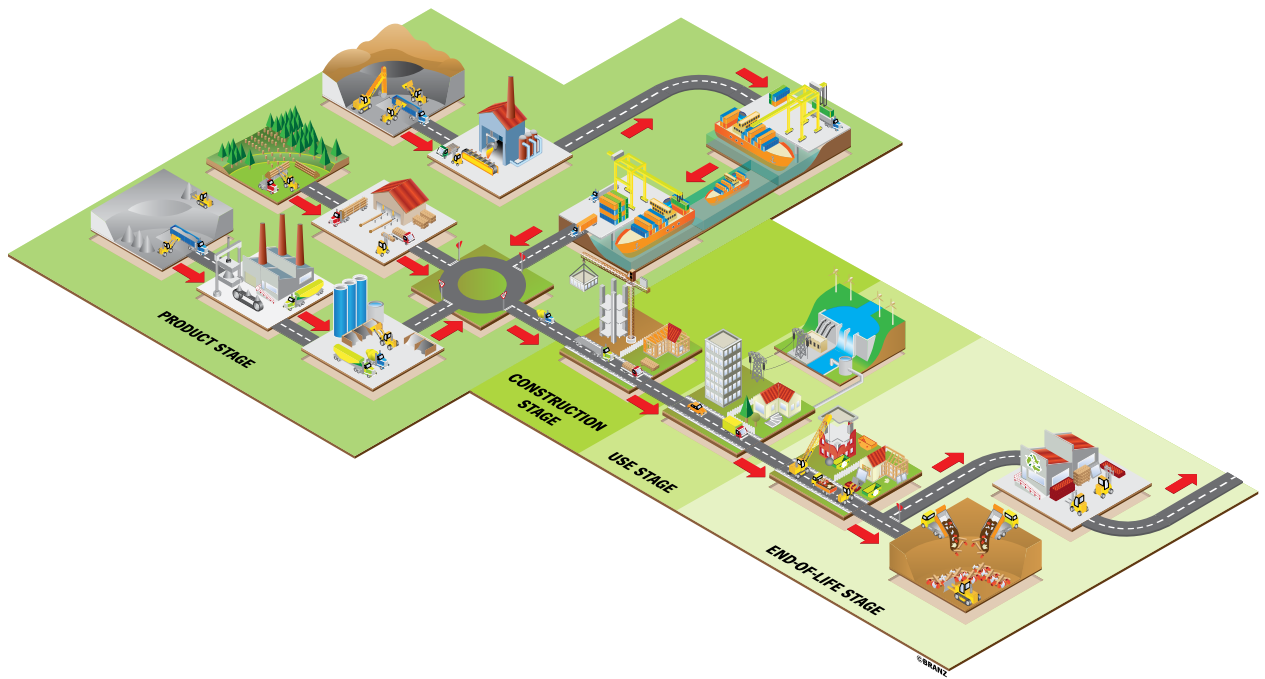 PRODUCT STAGE
CONSTRUCTION
STAGE
USE STAGE
END-OF-LIFE STAGE
©BRANZ